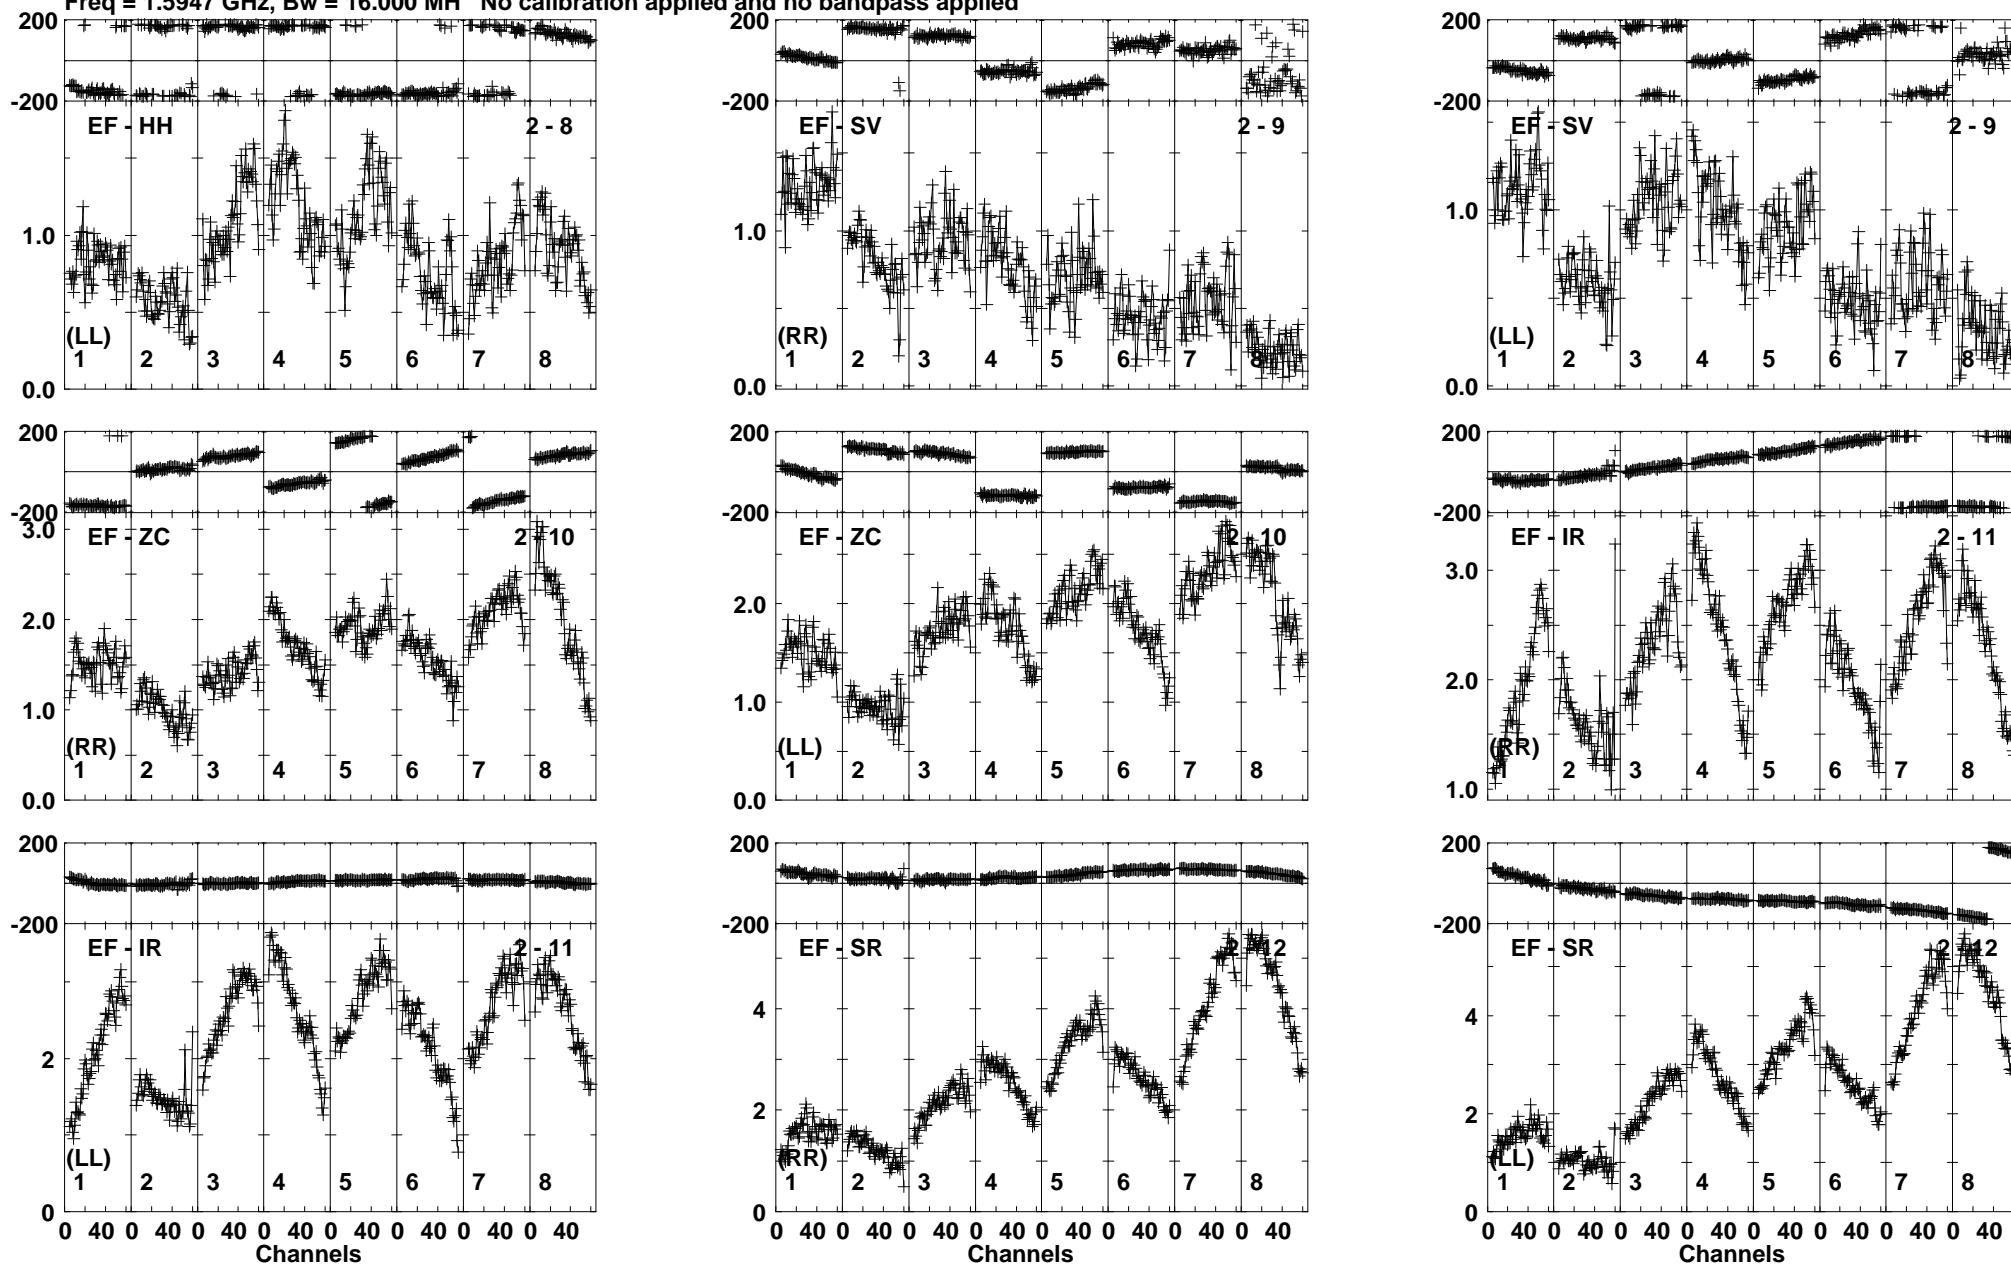 Freq = 1.5947 GHz, Bw = 16.000 MH   No calibration applied and no bandpass applied
200 200 200
-200 -200 -200
EF - HH 2 - 8 EF - SV 2 - 9 EF - SV 2 - 9
1.0 1.0 1.0
(LL) (RR) (LL)
1 2 3 4 5 6 7 8 1 2 3 4 5 6 7 8 1 2 3 4 5 6 7 8
0.0 0.0 0.0
200 200 200
-200 -200 -200
3.0
EF - ZC 2 - 10 EF - ZC 2 - 10 EF - IR 2 - 11
2.0 2.0 3.0
1.0 1.0 2.0
(RR) (LL) (RR)
1 2 3 4 5 6 7 8 1 2 3 4 5 6 7 8 1 2 3 4 5 6 7 8
0.0 0.0 1.0
200 200 200
-200 -200 -200
EF - IR 2 - 11 EF - SR 2 - 12 EF - SR 2 - 12
4 4
2 2 2
(LL) (RR) (LL)
1 2 3 4 5 6 7 8 1 2 3 4 5 6 7 8 1 2 3 4 5 6 7 8
0 0 0
0 40 0 40 0 40 0 40 0 40 0 40 0 40 0 40 0 40 0 40 0 40 0 40 0 40 0 40 0 40 0 40 0 40 0 40 0 40 0 40 0 40 0 40 0 40 0 40
Channels Channels Channels